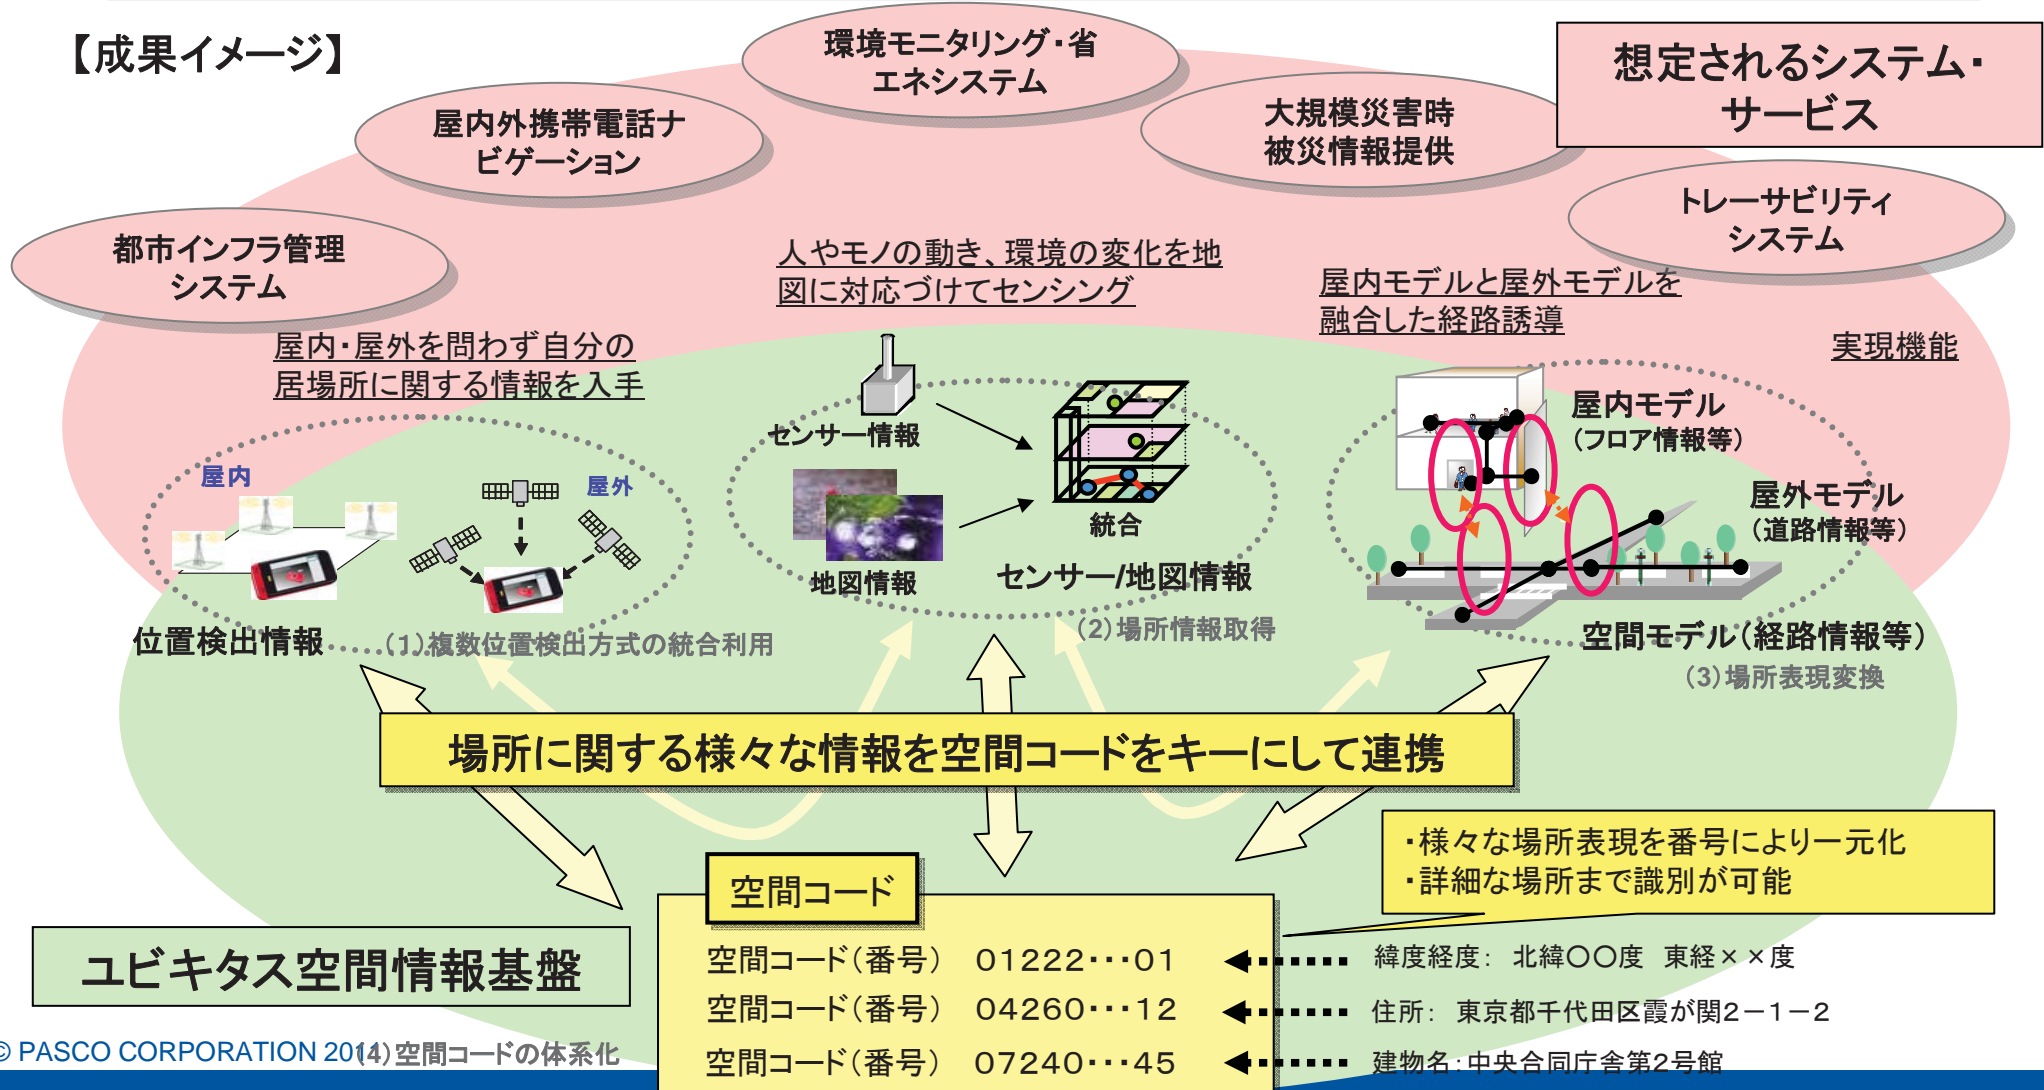 【成果イメージ】
環境モニタリング・省
エネシステム
想定されるシステム・
サービス
屋内外携帯電話ナ
ビゲーション
大規模災害時
被災情報提供
トレーサビリティ
システム
都市インフラ管理
システム
人やモノの動き、環境の変化を地
図に対応づけてセンシング
屋内モデルと屋外モデルを
融合した経路誘導
実現機能
屋内・屋外を問わず自分の
居場所に関する情報を入手
屋内
屋外
センサー情報
地図情報
統合
センサー/地図情報
屋内モデル
（フロア情報等）
屋外モデル
（道路情報等）
位置検出情報
（1）複数位置検出方式の統合利用
（2）場所情報取得
空間モデル（経路情報等）
（3）場所表現変換
場所に関する様々な情報を空間コードをキーにして連携
・様々な場所表現を番号により一元化
・詳細な場所まで識別が可能
空間コード
ユビキタス空間情報基盤
空間コード（番号）　01222・・・01
緯度経度： 北緯〇〇度 東経××度
空間コード（番号）　04260・・・12
住所： 東京都千代田区霞が関2－1－2
空間コード（番号）　07240・・・45
建物名：中央合同庁舎第2号館
© PASCO CORPORATION 201
（4）空間コードの体系化